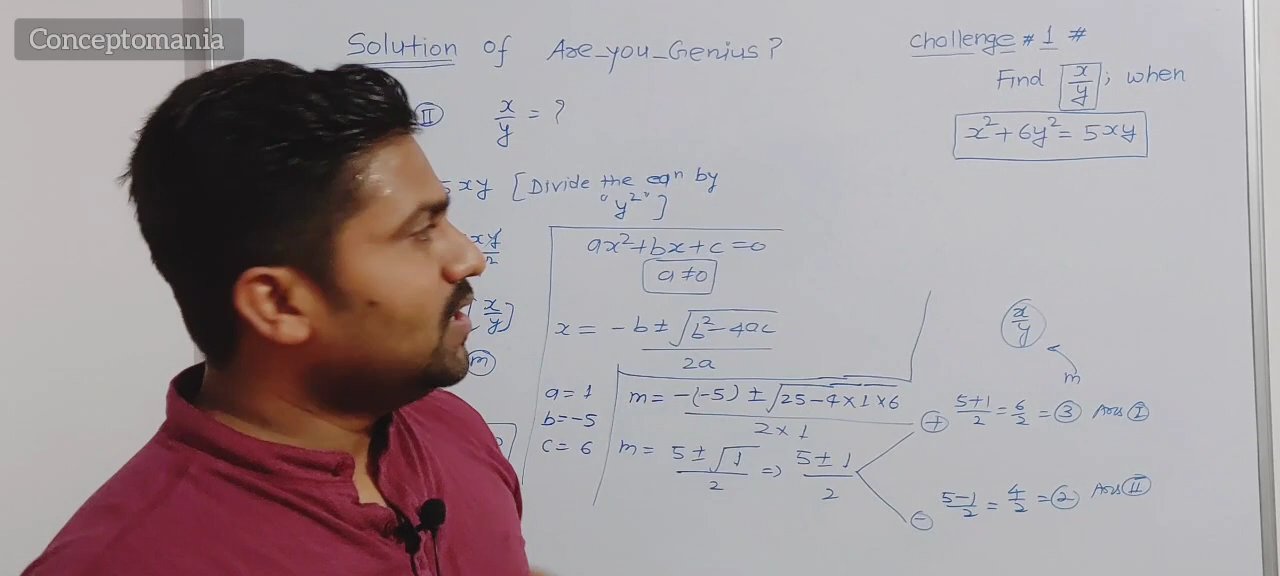 Conceptomania
Solution of Are_you_Genius?
challenge # 1 #
Find x/y ; when
x² + 6y² = 5xy
II x/y = ?
5xy [Divide the eqⁿ by
"y²"]
xy
[x/y]
m
ax² + bx + c = 0
a ≠ 0
x = -b ± √b² - 4ac / 2a
a = 1
b = -5
c = 6
m = -(-5) ± √25 - 4 × 1 × 6 / 2 × 1
m = 5 ± √1 / 2 => 5 ± 1 / 2
x/y
m
+ 5+1/2 = 6/2 = 3 Ans I
- 5-1/2 = 4/2 = 2 Ans II